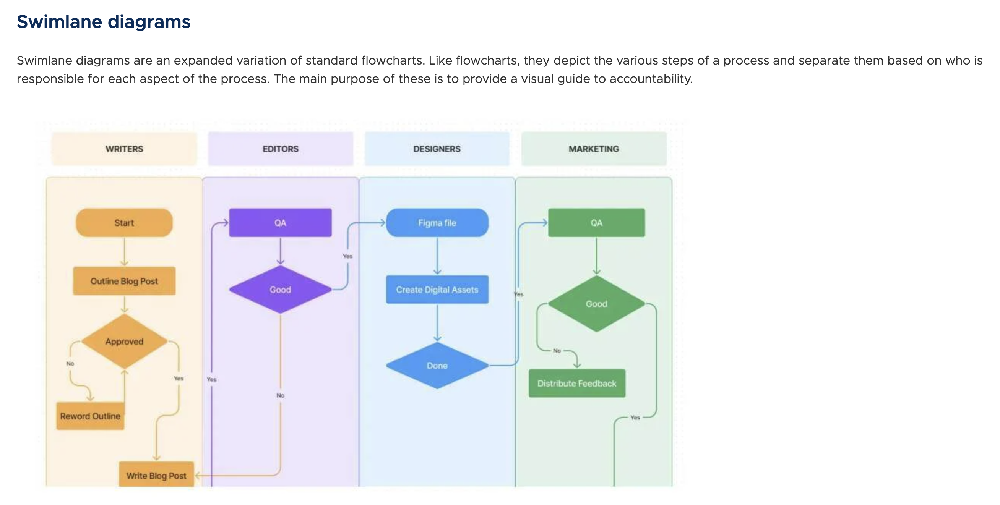 Swimlane diagrams
Swimlane diagrams are an expanded variation of standard flowcharts. Like flowcharts, they depict the various steps of a process and separate them based on who is
responsible for each aspect of the process. The main purpose of these is to provide a visual guide to accountability.
WRITERS
EDITORS
DESIGNERS
MARKETING
Start
Outline Blog Post
Approved
No
Yes
Reword Outline
Write Blog Post
Yes
QA
Good
Yes
No
Figma file
Create Digital Assets
Done
Yes
QA
Good
No
Distribute Feedback
Yes